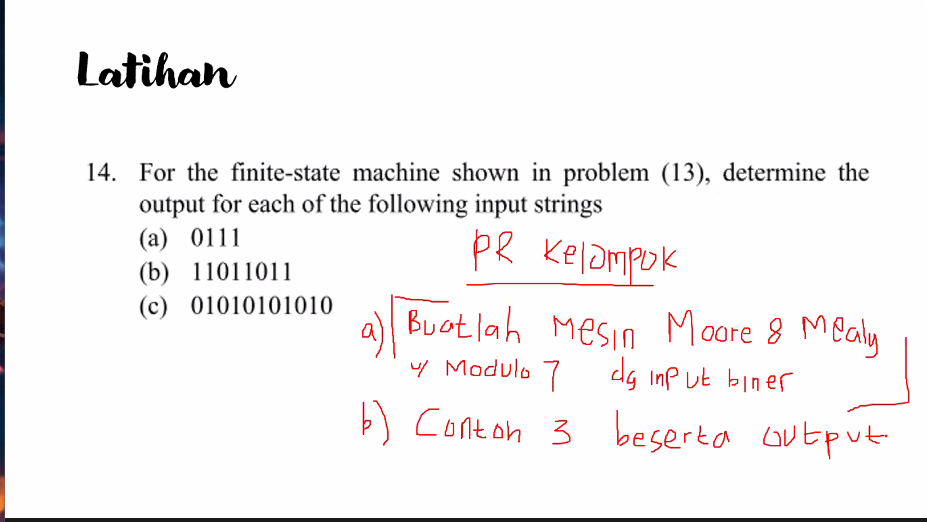 Latihan
14. For the finite-state machine shown in problem (13), determine the
output for each of the following input strings
(a) 0111
(b) 11011011
(c) 01010101010
PR Kelompok
a) Buatlah Mesin Moore & Mealy
u/ Modulo 7 dg input biner
b) Contoh 3 beserta output